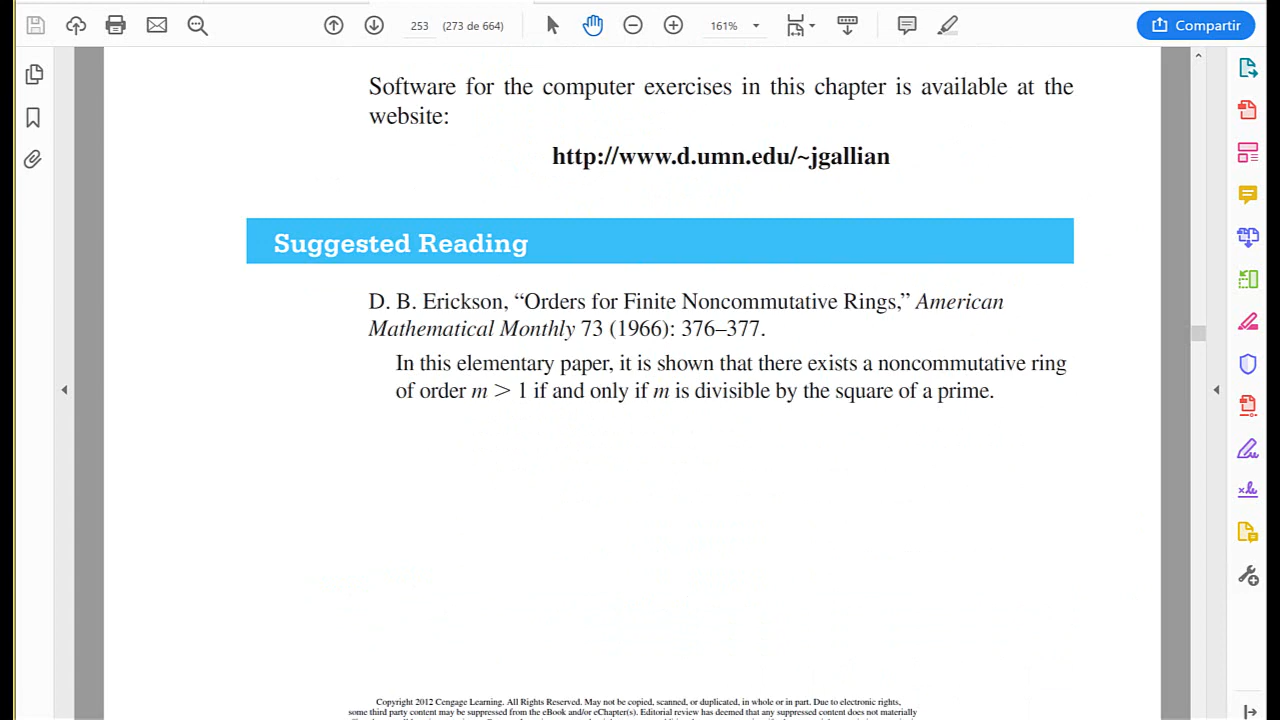 253 (273 de 664)
161%
Compartir
Software for the computer exercises in this chapter is available at the
website:
http://www.d.umn.edu/~jgallian
Suggested Reading
D. B. Erickson, “Orders for Finite Noncommutative Rings,” American
Mathematical Monthly 73 (1966): 376–377.
In this elementary paper, it is shown that there exists a noncommutative ring
of order m > 1 if and only if m is divisible by the square of a prime.
Copyright 2012 Cengage Learning. All Rights Reserved. May not be copied, scanned, or duplicated, in whole or in part. Due to electronic rights,
some third party content may be suppressed from the eBook and/or eChapter(s). Editorial review has deemed that any suppressed content does not materially